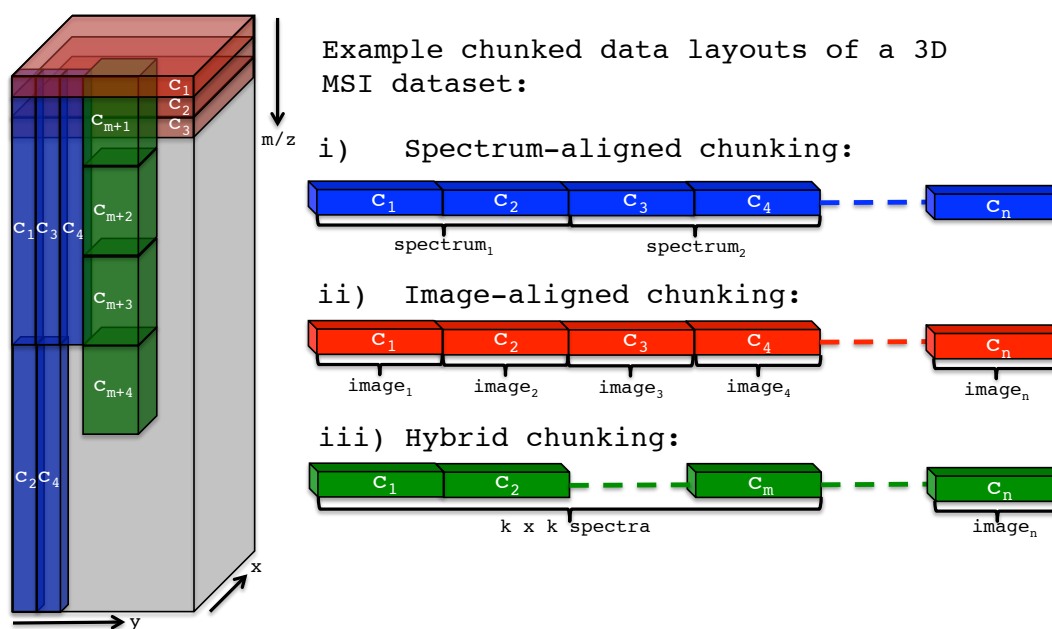 Example chunked data layouts of a 3D
MSI dataset:
m/z
C1
C2
C3
Cm+1
Cm+2
Cm+3
Cm+4
C1 C3 C4
C2 C4
x
y
i) Spectrum-aligned chunking:
C1 C2 C3 C4 Cn
spectrum1 spectrum2
ii) Image-aligned chunking:
C1 C2 C3 C4 Cn
image1 image2 image3 image4 imagen
iii) Hybrid chunking:
C1 C2 Cm Cn
k x k spectra imagen